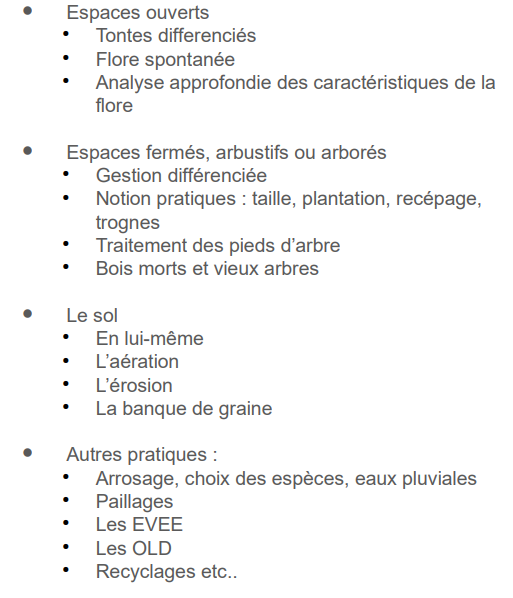 Espaces ouverts
Tontes differenciés
Flore spontanée
Analyse approfondie des caractéristiques de la
flore
Espaces fermés, arbustifs ou arborés
Gestion différenciée
Notion pratiques : taille, plantation, recépage,
trognes
Traitement des pieds d'arbre
Bois morts et vieux arbres
Le sol
En lui-même
L'aération
L'érosion
La banque de graine
Autres pratiques :
Arrosage, choix des espèces, eaux pluviales
Paillages
Les EVEE
Les OLD
Recyclages etc..